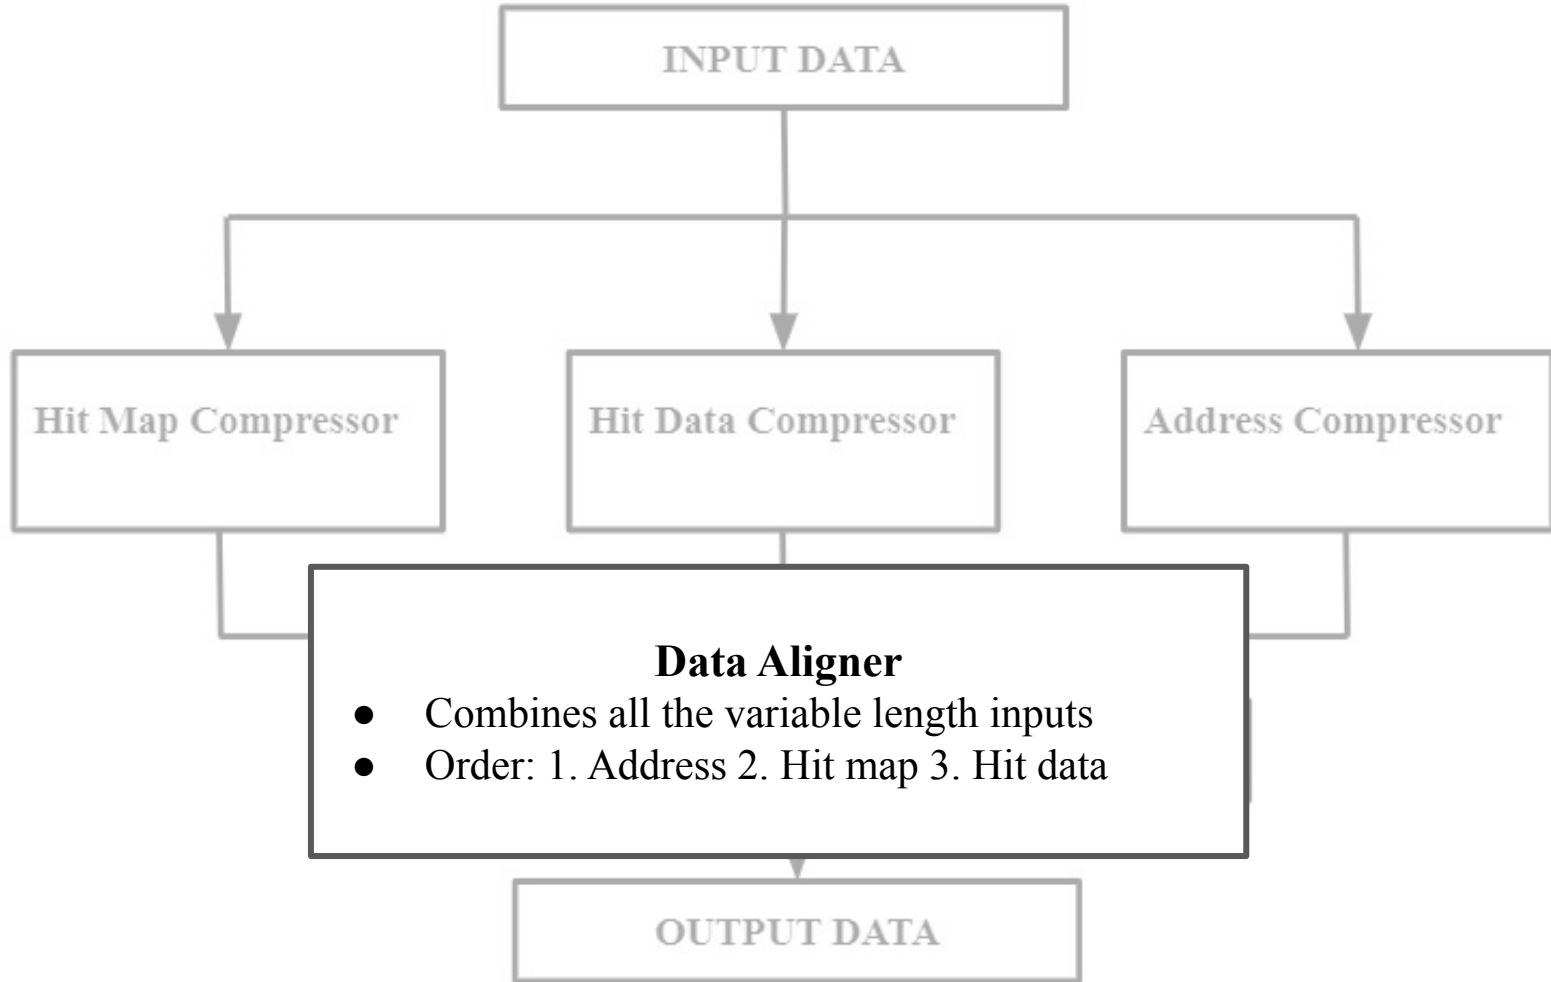 INPUT DATA
Hit Map Compressor
Hit Data Compressor
Address Compressor
Data Aligner
● Combines all the variable length inputs
● Order: 1. Address 2. Hit map 3. Hit data
OUTPUT DATA